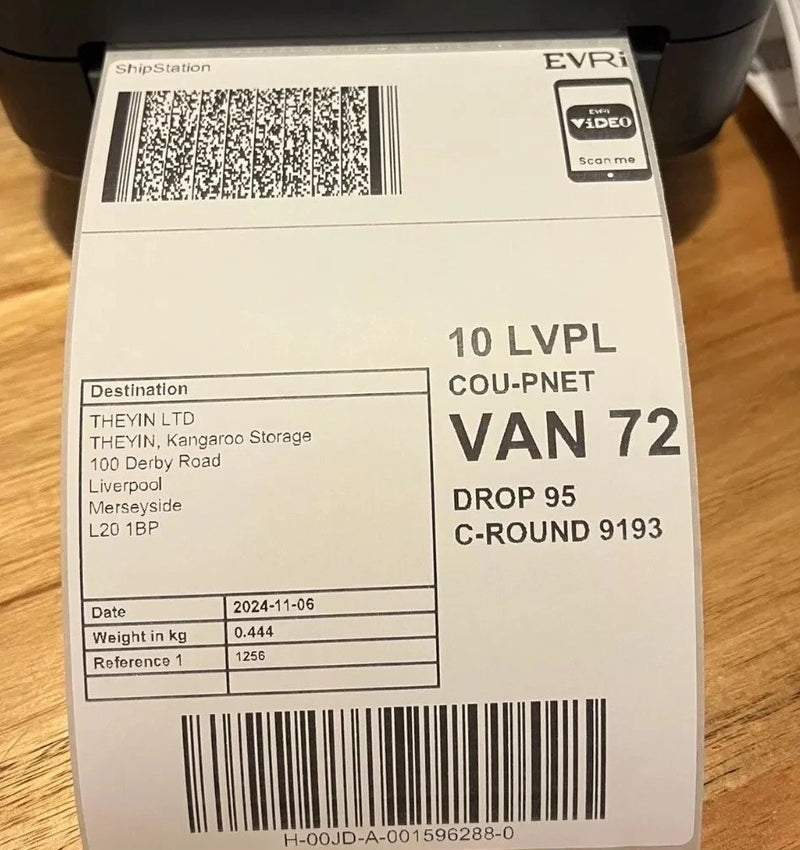 ShipStation
EVRi
EVRi
ViDEO
Scan me
10 LVPL
COU-PNET
VAN 72
DROP 95
C-ROUND 9193
Destination
THEYIN LTD
THEYIN, Kangaroo Storage
100 Derby Road
Liverpool
Merseyside
L20 1BP
Date 2024-11-06
Weight in kg 0.444
Reference 1 1256
H-00JD-A-001596288-0